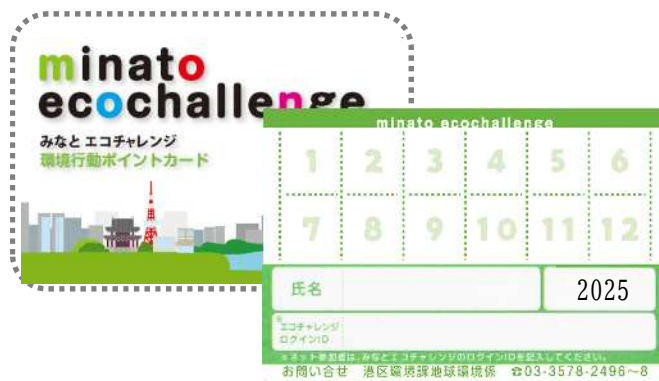 minato
ecochallenge
みなと エコチャレンジ
環境行動ポイントカード
minato ecochallenge
1 2 3 4 5 6
7 8 9 10 11 12
氏名
2025
※
エコチャレンジ
ログインID
※ネット参加者は、みなとエコチャレンジのログインIDを記入してください。
お問い合せ 港区環境課地球環境係 ☎03-3578-2496~8